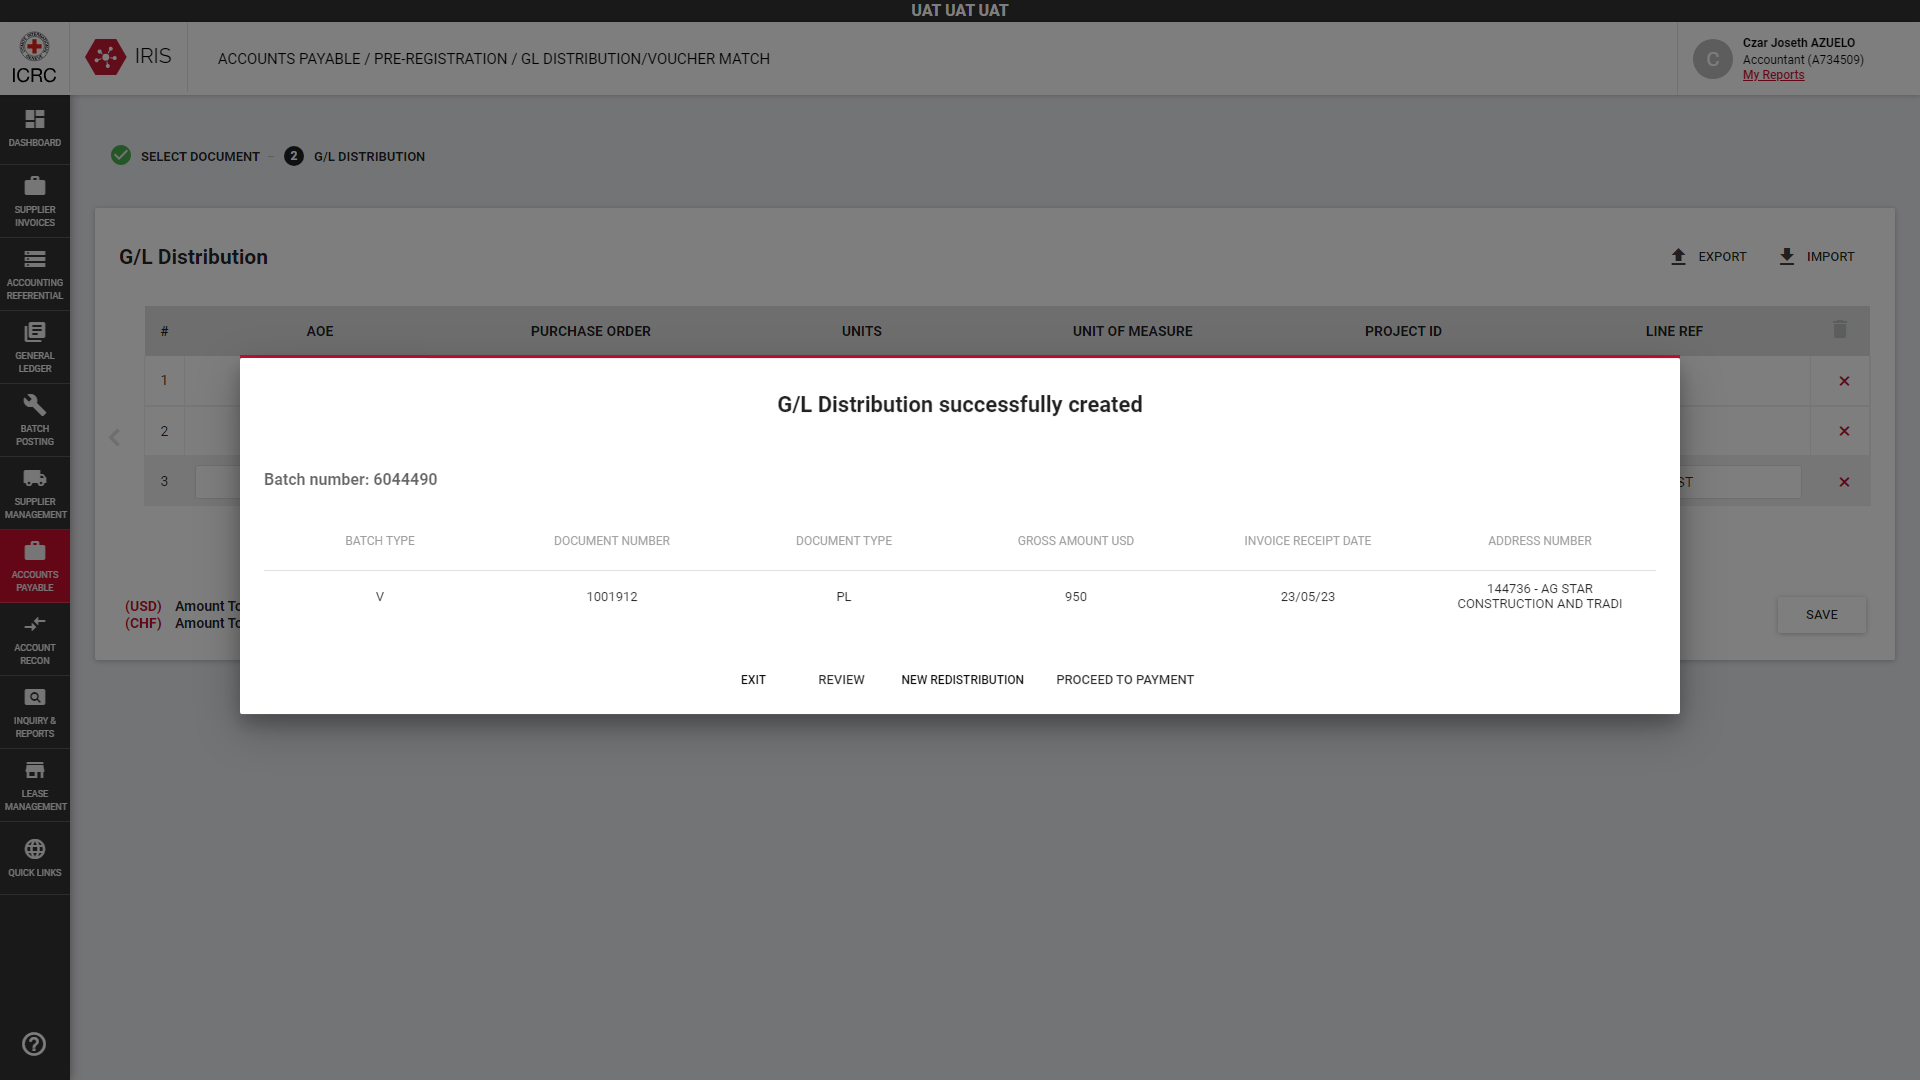 UAT UAT UAT
ICRC
IRIS
ACCOUNTS PAYABLE / PRE-REGISTRATION / GL DISTRIBUTION/VOUCHER MATCH
C
Czar Joseth AZUELO
Accountant (A734509)
My Reports
DASHBOARD
SUPPLIER
INVOICES
ACCOUNTING
REFERENTIAL
GENERAL
LEDGER
BATCH
POSTING
SUPPLIER
MANAGEMENT
ACCOUNTS
PAYABLE
ACCOUNT
RECON
INQUIRY &
REPORTS
LEASE
MANAGEMENT
QUICK LINKS
SELECT DOCUMENT
2 G/L DISTRIBUTION
G/L Distribution
EXPORT IMPORT
# AOE PURCHASE ORDER UNITS UNIT OF MEASURE PROJECT ID LINE REF
1
2
3 ST
(USD) Amount To
(CHF) Amount To
SAVE
G/L Distribution successfully created
Batch number: 6044490
BATCH TYPE DOCUMENT NUMBER DOCUMENT TYPE GROSS AMOUNT USD INVOICE RECEIPT DATE ADDRESS NUMBER
V 1001912 PL 950 23/05/23 144736 - AG STAR
CONSTRUCTION AND TRADI
EXIT REVIEW NEW REDISTRIBUTION PROCEED TO PAYMENT